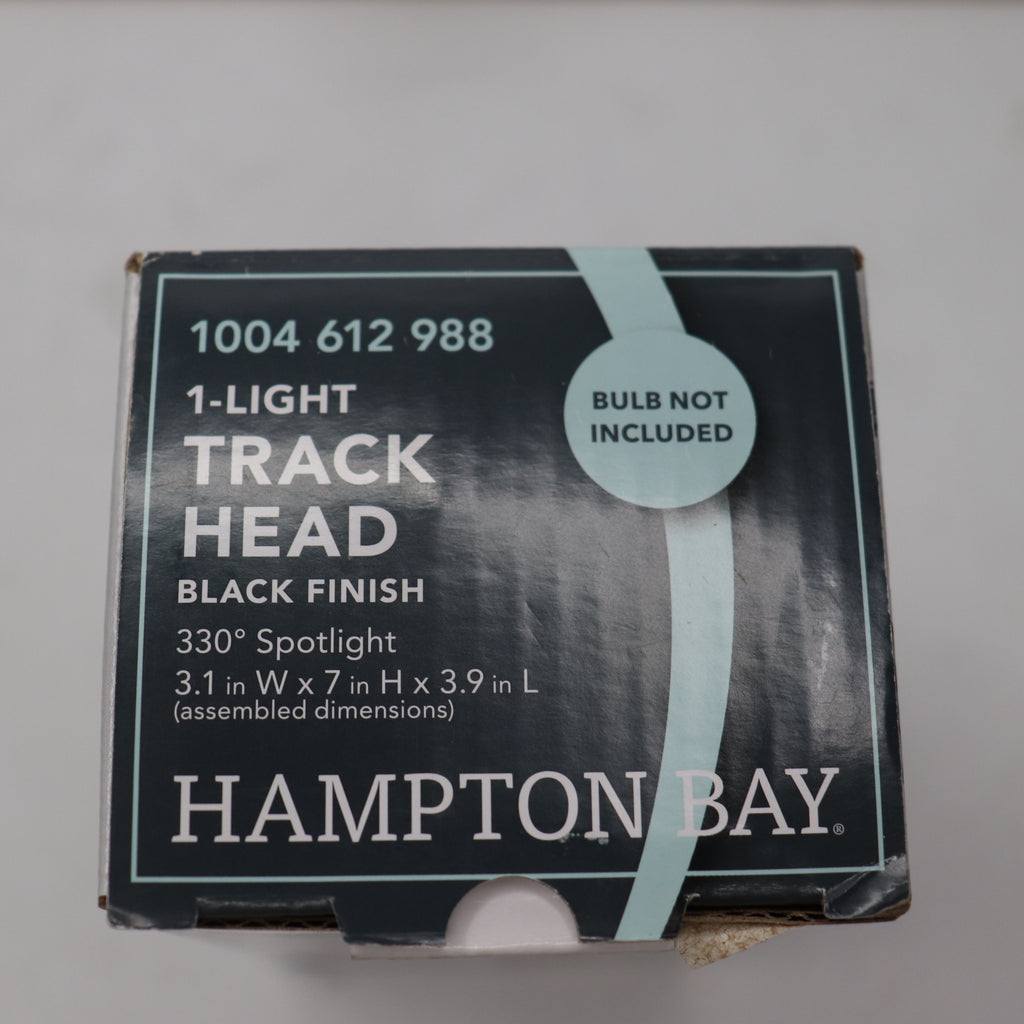 1004 612 988
1-LIGHT
TRACK
HEAD
BLACK FINISH
330° Spotlight
3.1 in W x 7 in H x 3.9 in L
(assembled dimensions)
BULB NOT
INCLUDED
HAMPTON BAY®